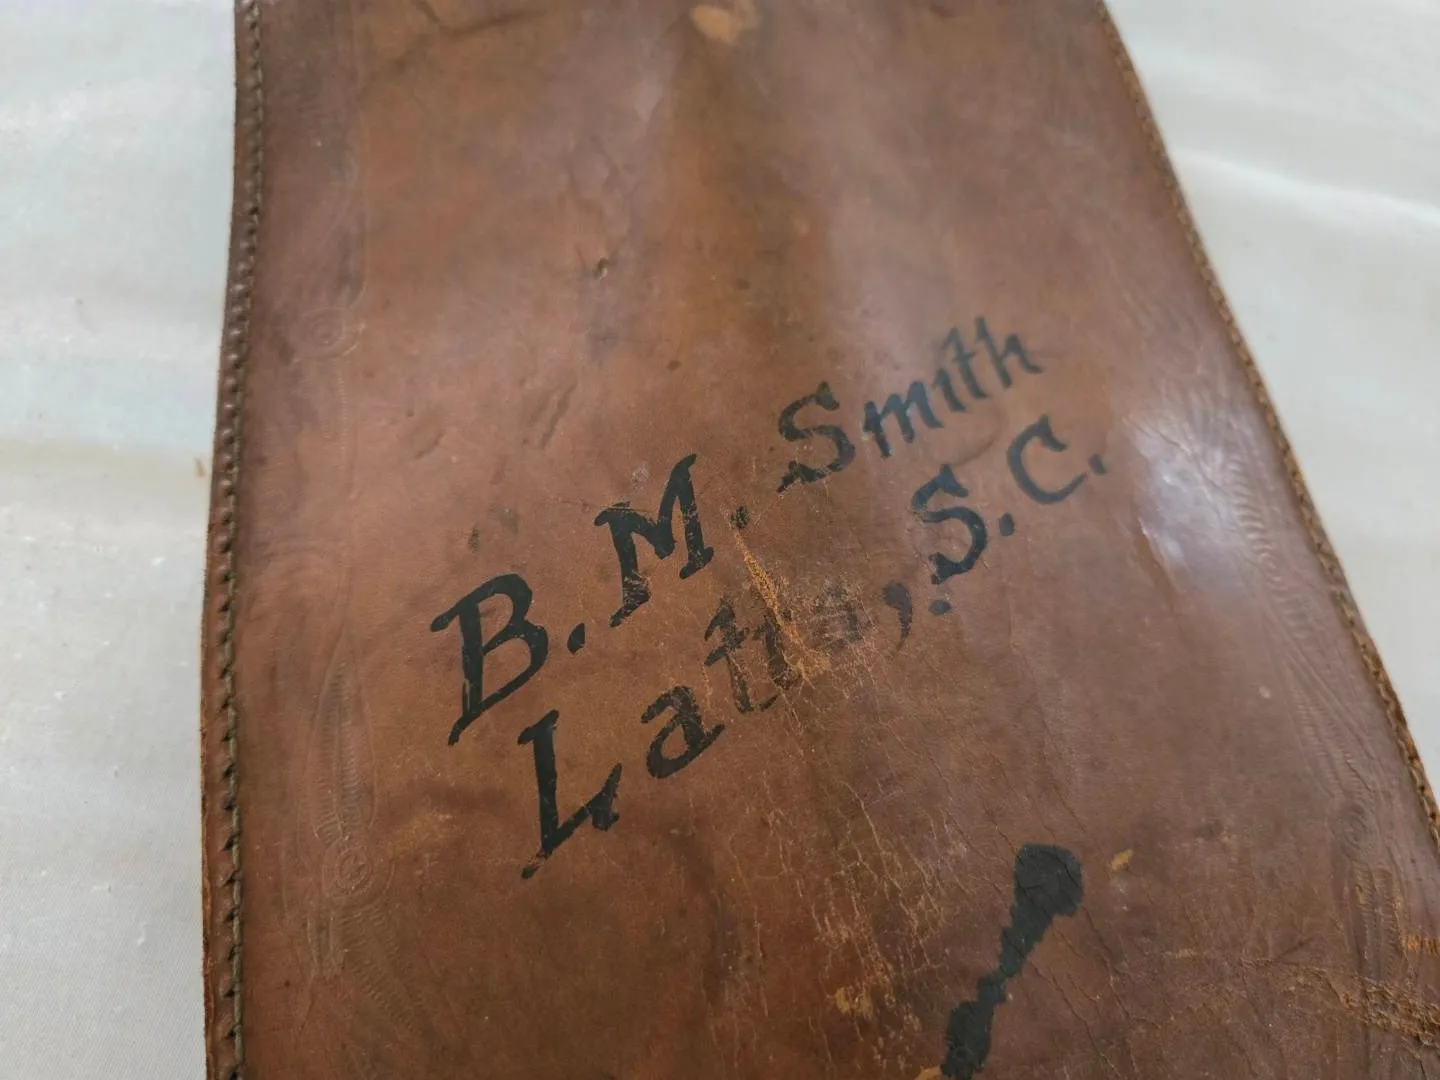 B. M. Smith
Latta, S.C.